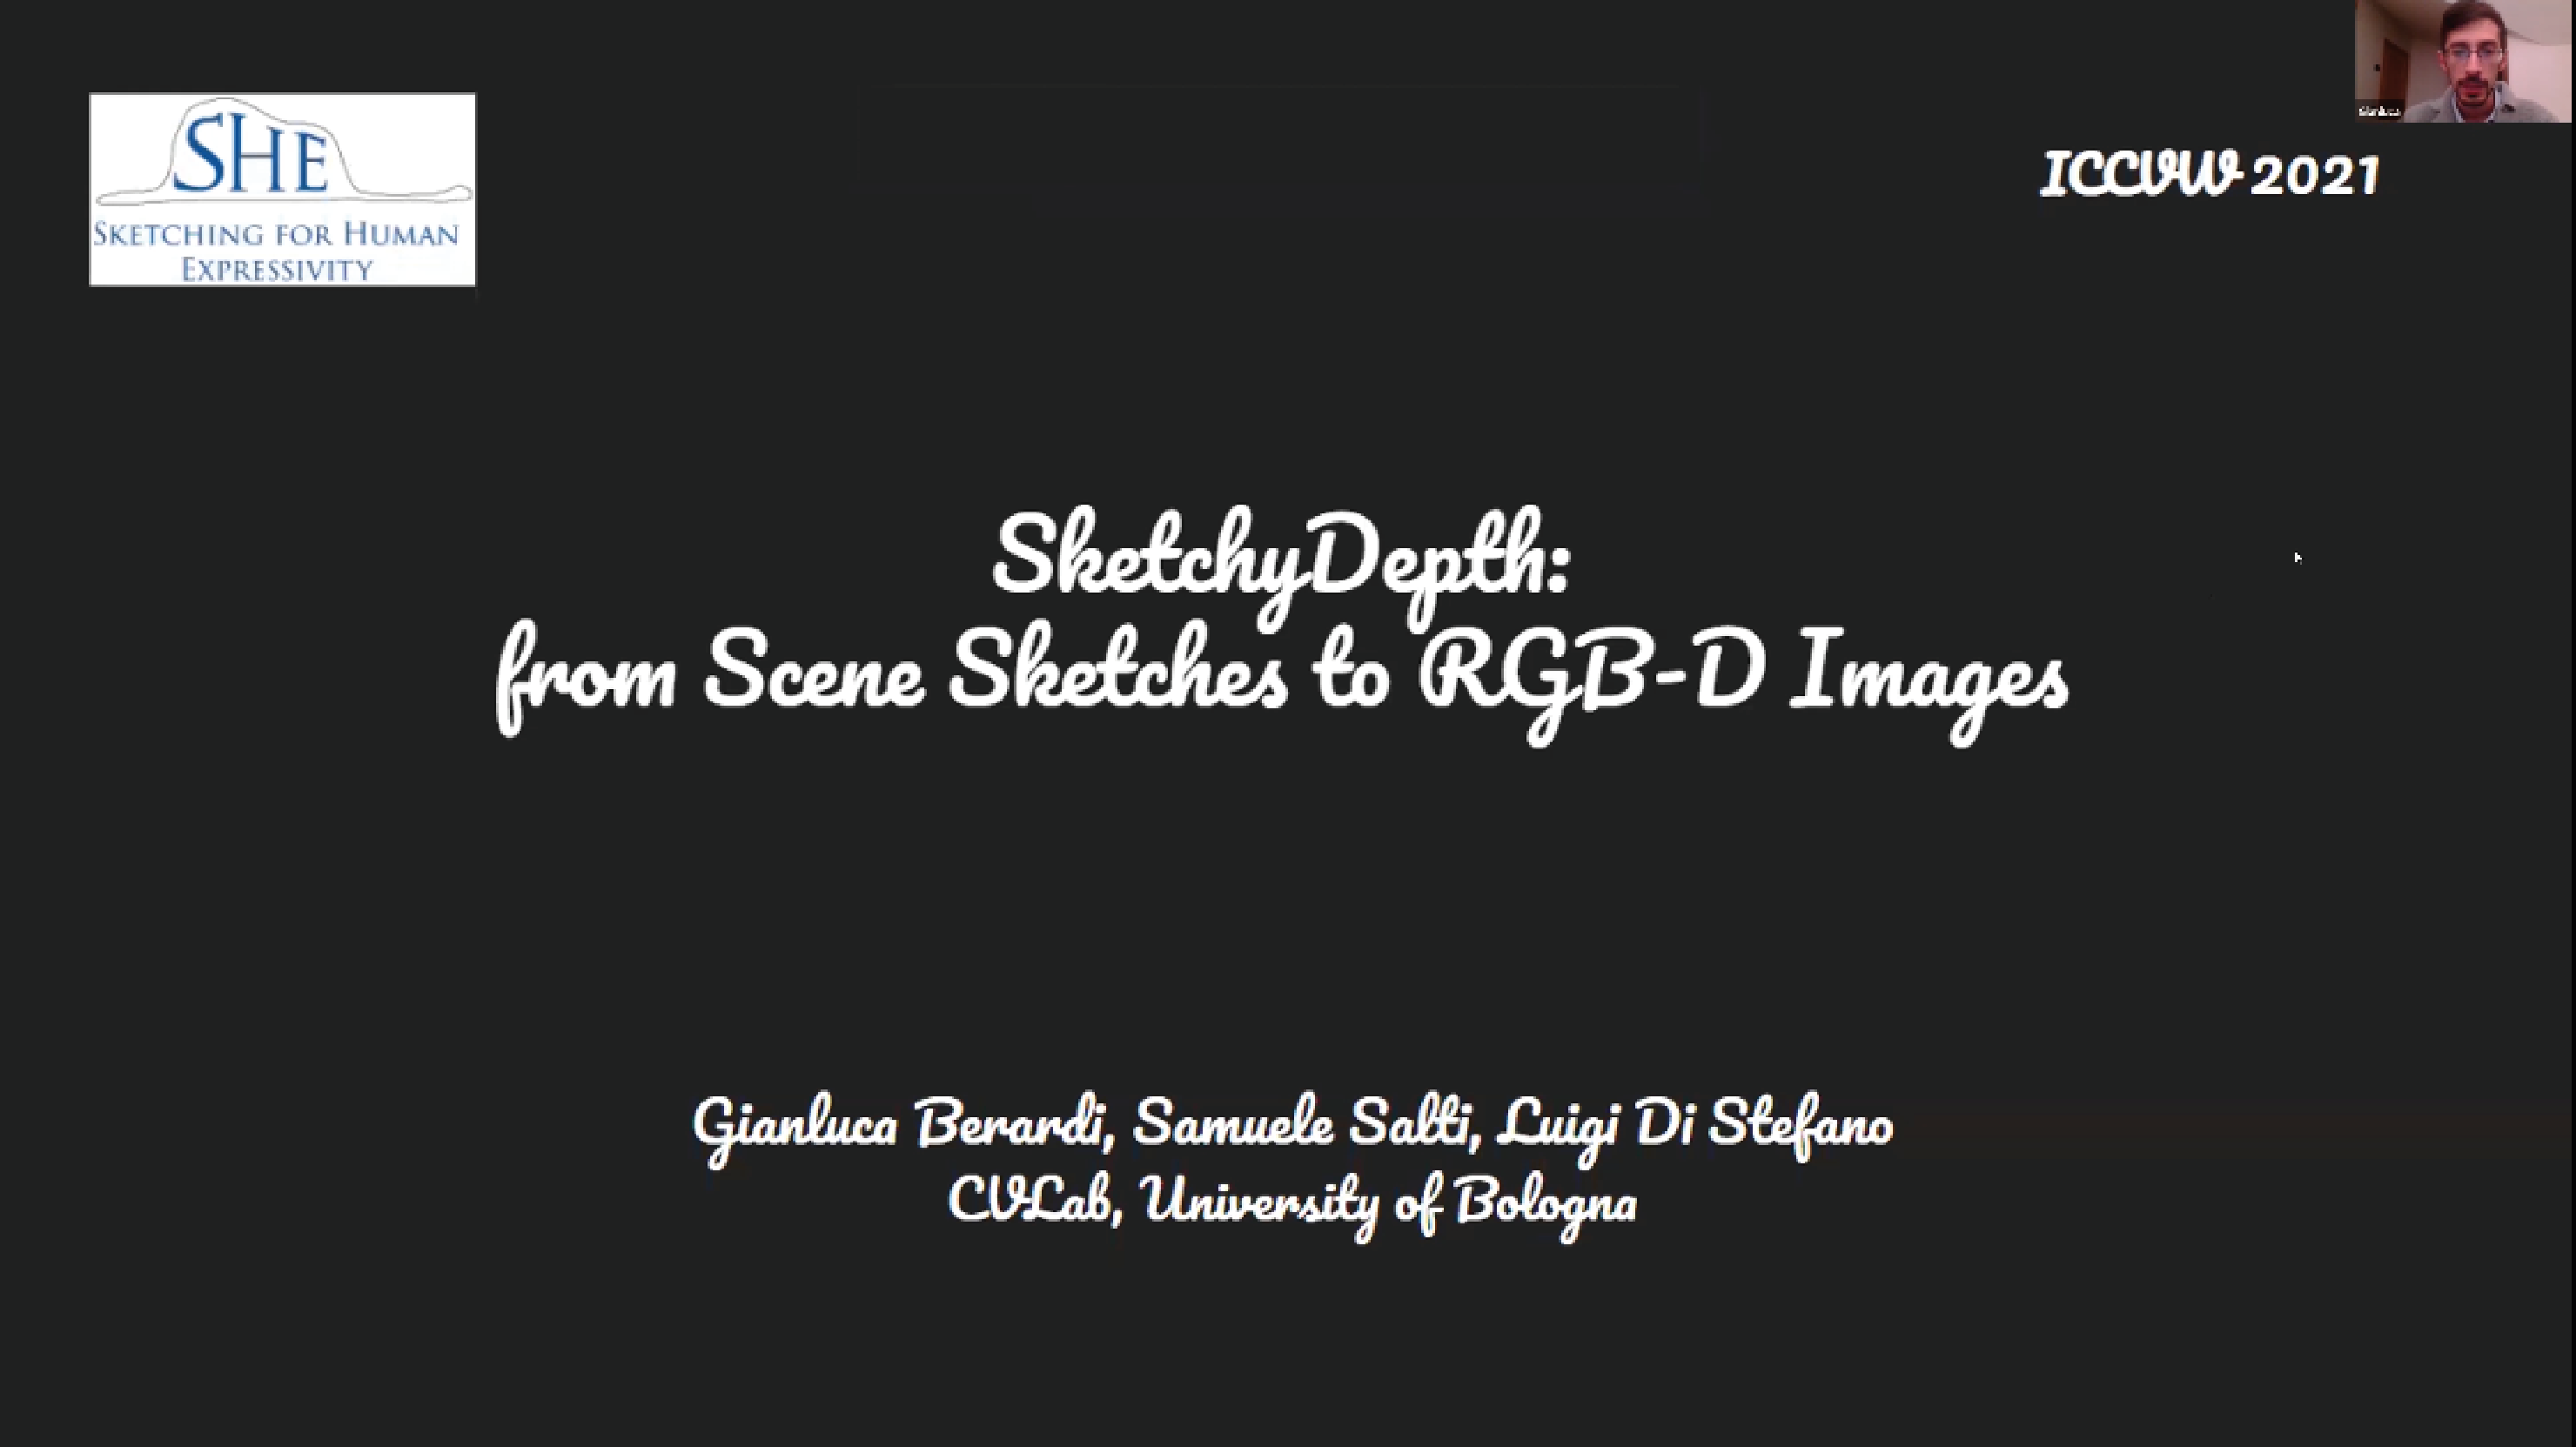 SHE
SKETCHING FOR HUMAN
EXPRESSIVITY
Gianluca
ICCVW 2021
SketchyDepth:
from Scene Sketches to RGB-D Images
Gianluca Berardi, Samuele Salti, Luigi Di Stefano
CVLab, University of Bologna